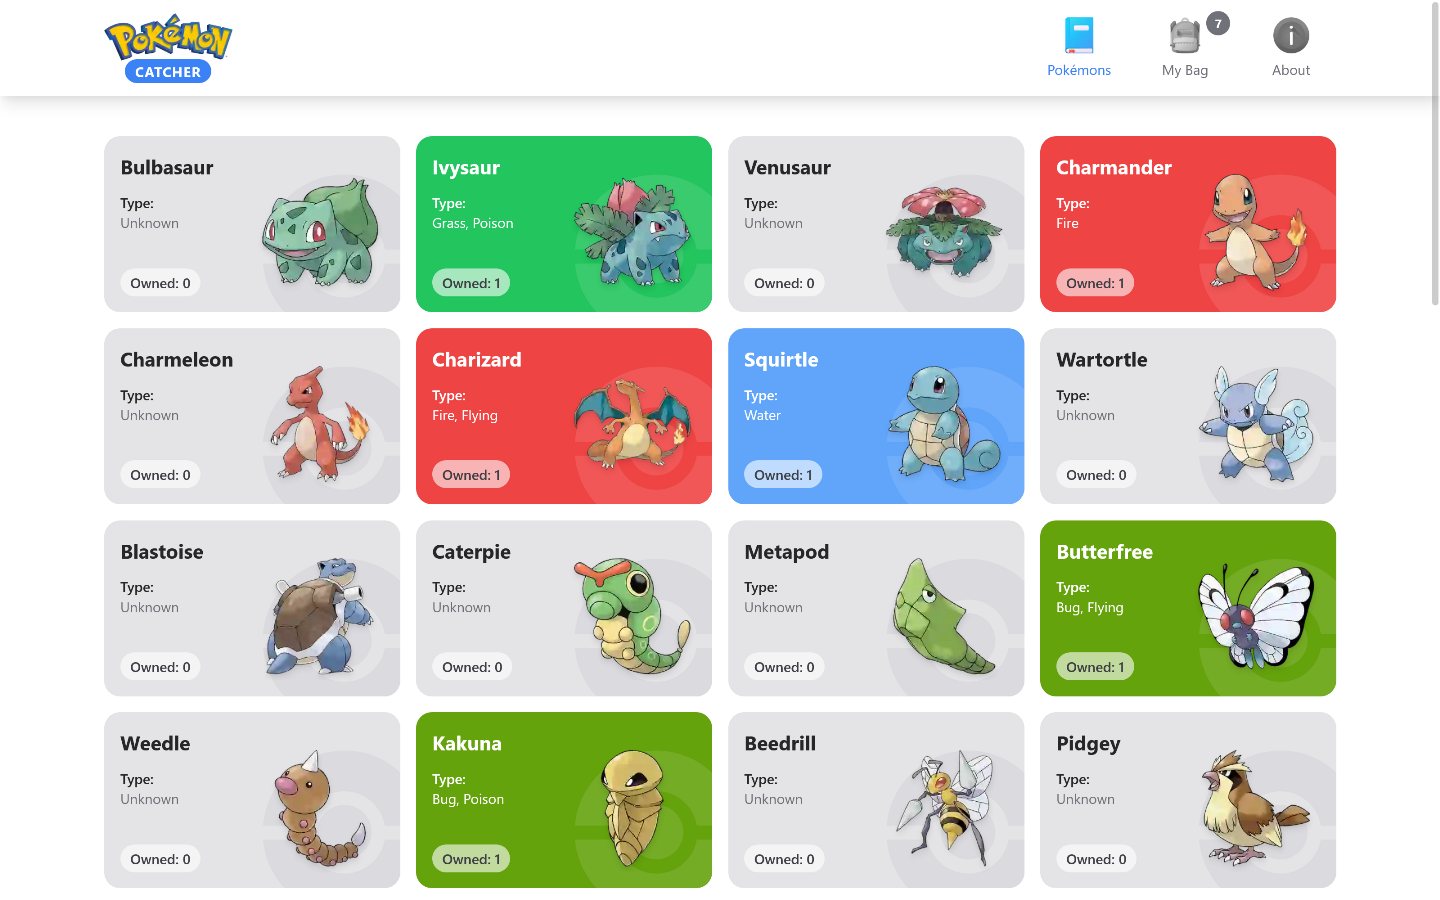 POKéMON
CATCHER
Pokémons
My Bag
7
About
i
Bulbasaur
Type:
Unknown
Owned: 0
Ivysaur
Type:
Grass, Poison
Owned: 1
Venusaur
Type:
Unknown
Owned: 0
Charmander
Type:
Fire
Owned: 1
Charmeleon
Type:
Unknown
Owned: 0
Charizard
Type:
Fire, Flying
Owned: 1
Squirtle
Type:
Water
Owned: 1
Wartortle
Type:
Unknown
Owned: 0
Blastoise
Type:
Unknown
Owned: 0
Caterpie
Type:
Unknown
Owned: 0
Metapod
Type:
Unknown
Owned: 0
Butterfree
Type:
Bug, Flying
Owned: 1
Weedle
Type:
Unknown
Owned: 0
Kakuna
Type:
Bug, Poison
Owned: 1
Beedrill
Type:
Unknown
Owned: 0
Pidgey
Type:
Unknown
Owned: 0